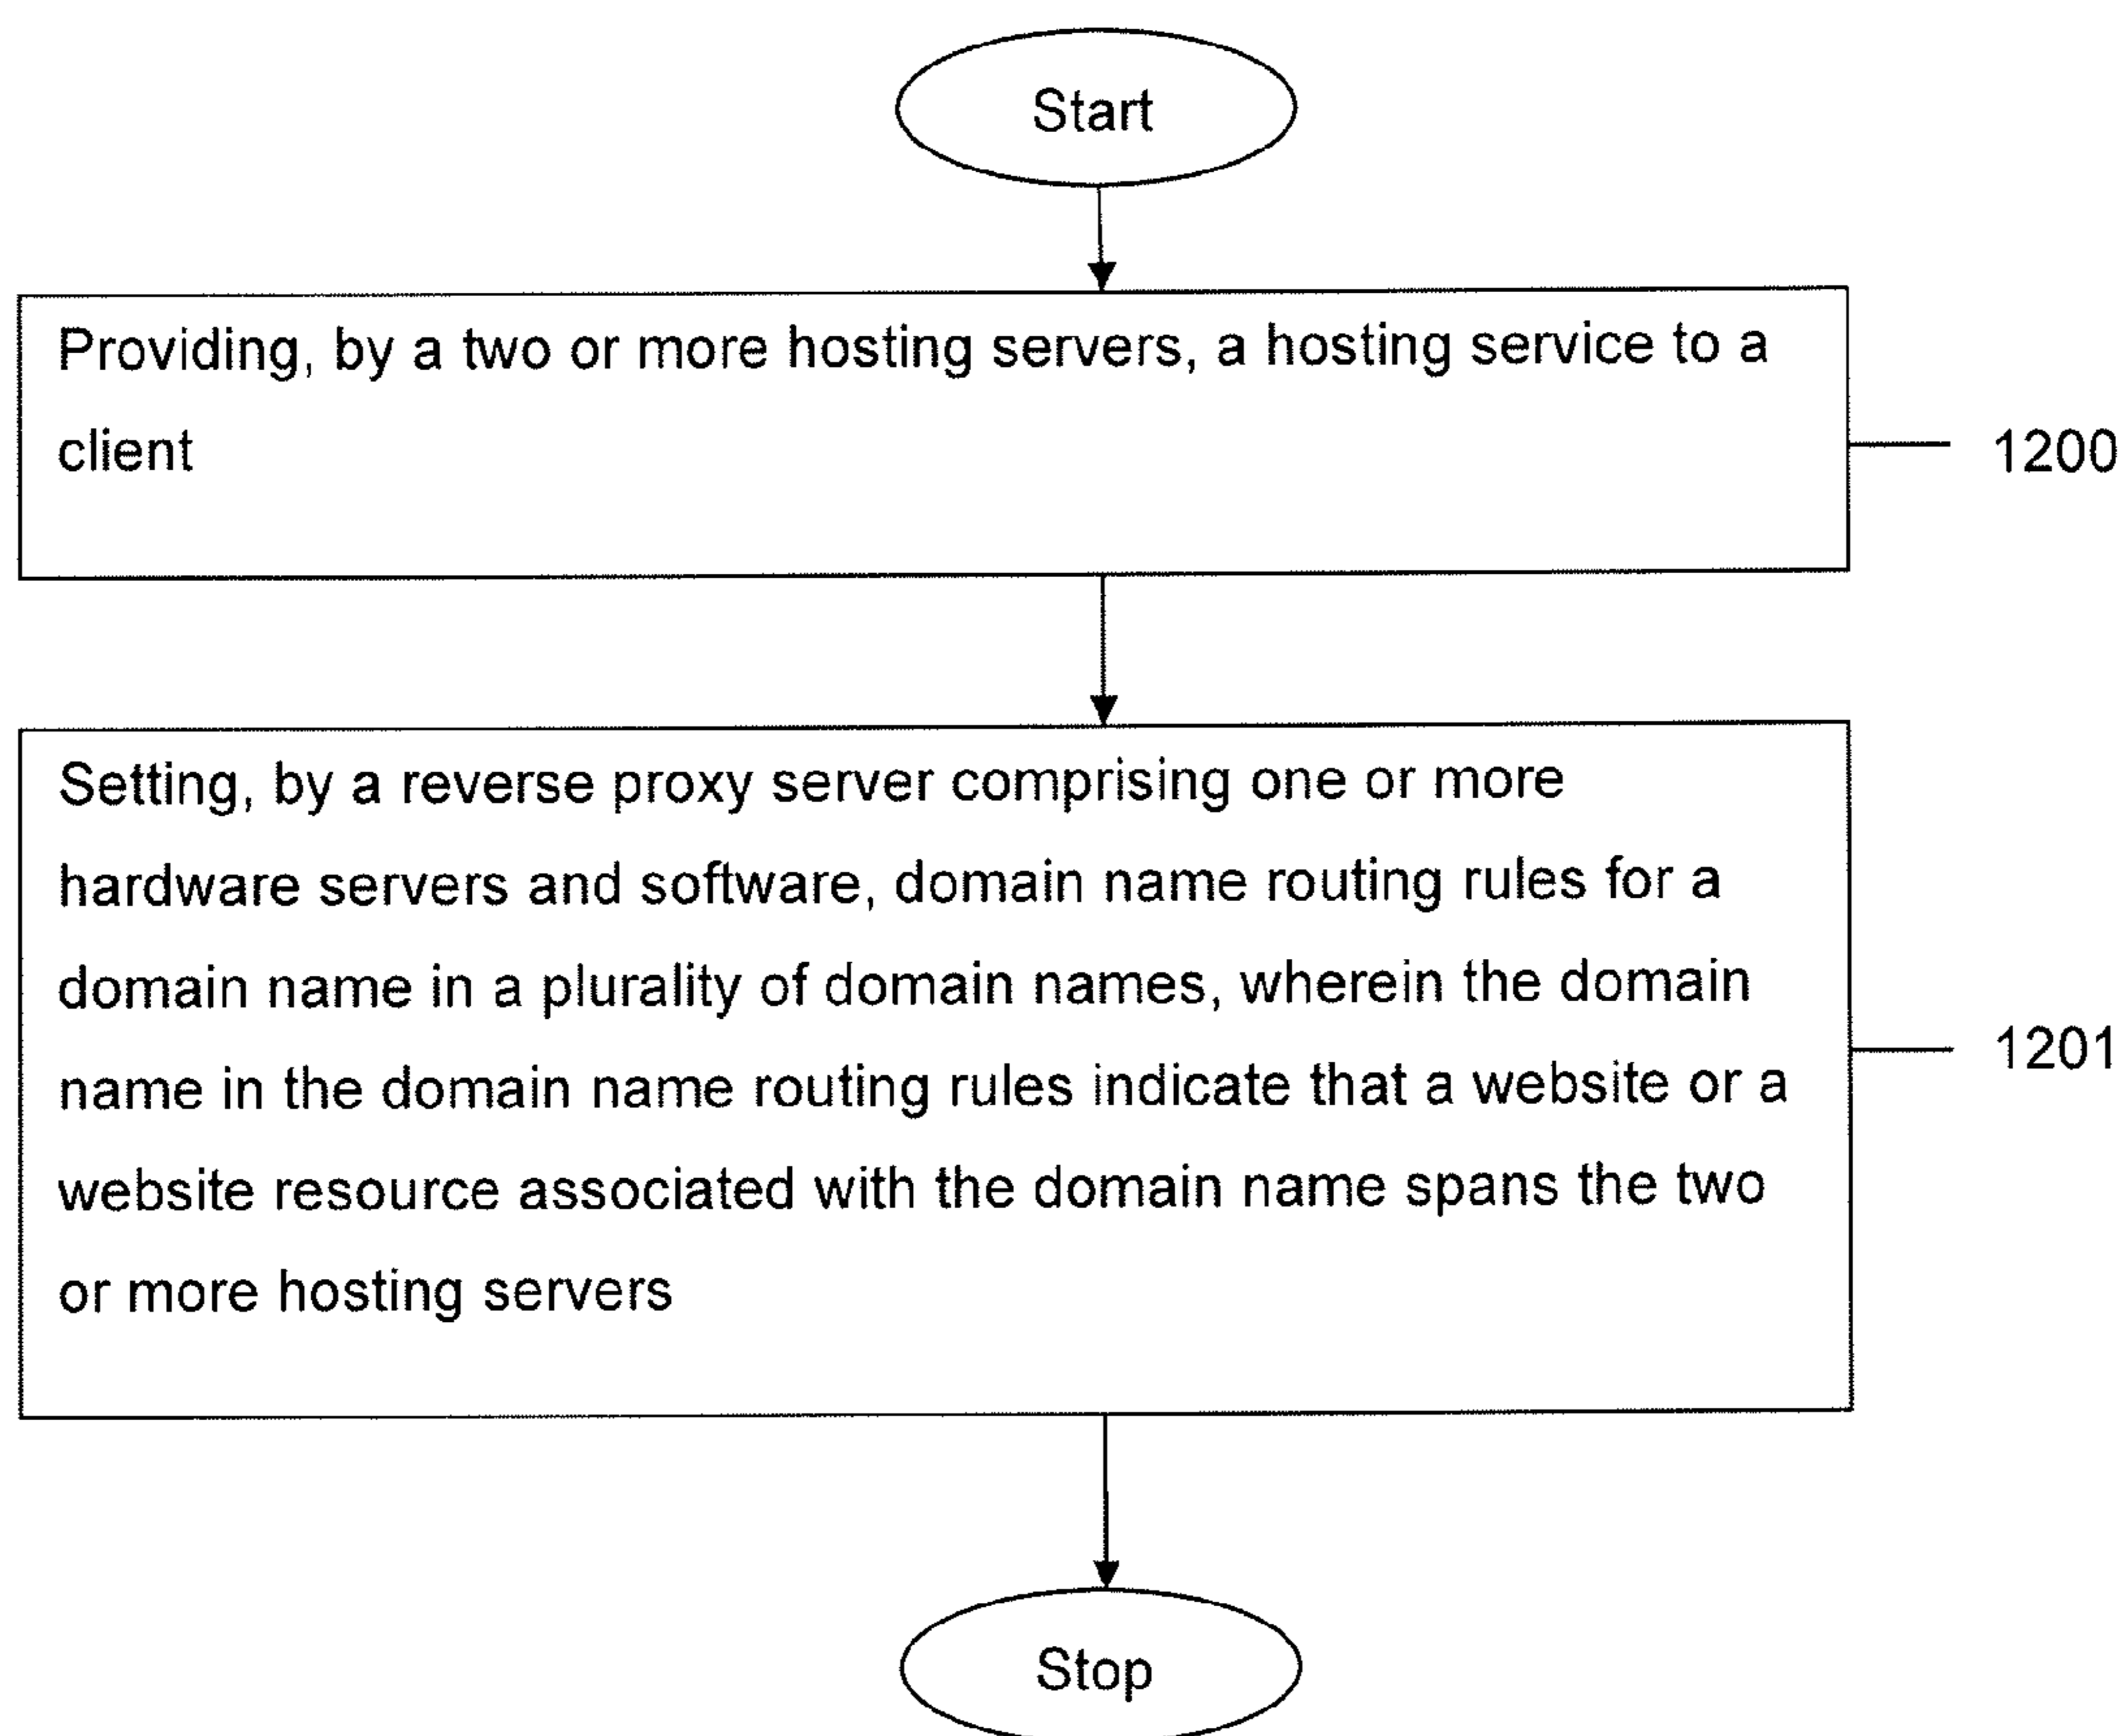 Start
Providing, by a two or more hosting servers, a hosting service to a
client
1200
Setting, by a reverse proxy server comprising one or more
hardware servers and software, domain name routing rules for a
domain name in a plurality of domain names, wherein the domain
name in the domain name routing rules indicate that a website or a
website resource associated with the domain name spans the two
or more hosting servers
1201
Stop